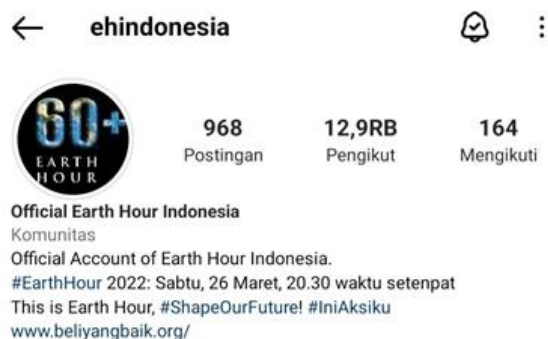 ehindonesia
60+
EARTH
HOUR
968
Postingan
12,9RB
Pengikut
164
Mengikuti
Official Earth Hour Indonesia
Komunitas
Official Account of Earth Hour Indonesia.
#EarthHour 2022: Sabtu, 26 Maret, 20.30 waktu setenpat
This is Earth Hour, #ShapeOurFuture! #IniAksiku
www.beliyangbaik.org/